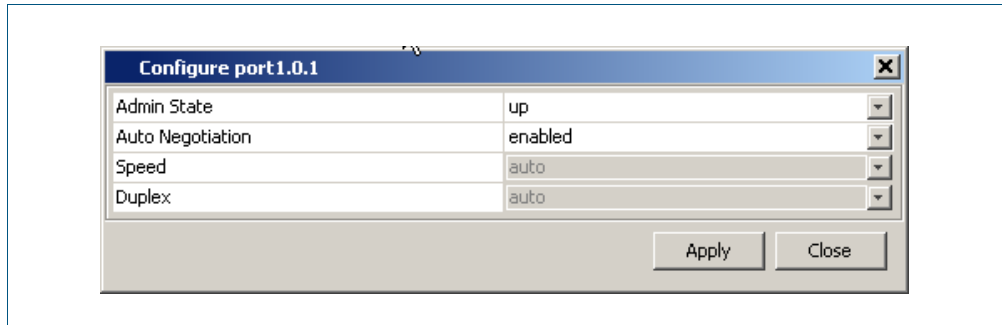 Configure port1.0.1
Admin State up
Auto Negotiation enabled
Speed auto
Duplex auto
Apply Close